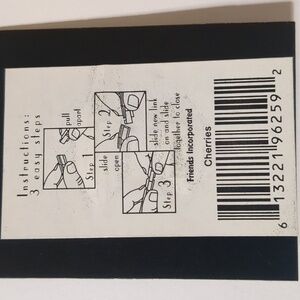 Instructions:
3 easy steps
pull
apart
Step 1
Step 2
slide
open
slide new link
on and slide
together to close
Step 3
Friends Incorporated
Cherries
6 13221 96259 2